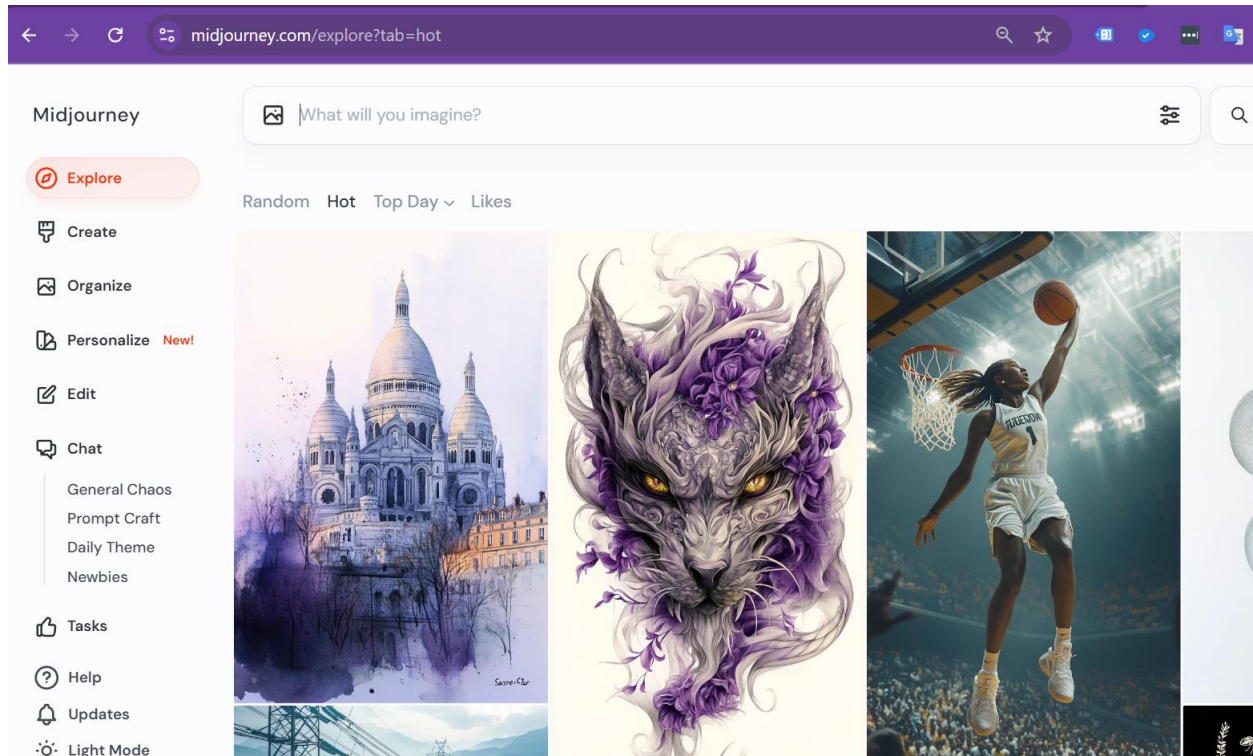 midjourney.com/explore?tab=hot
Midjourney
What will you imagine?
Explore
Create
Organize
Personalize New!
Edit
Chat
General Chaos
Prompt Craft
Daily Theme
Newbies
Tasks
Help
Updates
Light Mode
Random Hot Top Day Likes
1